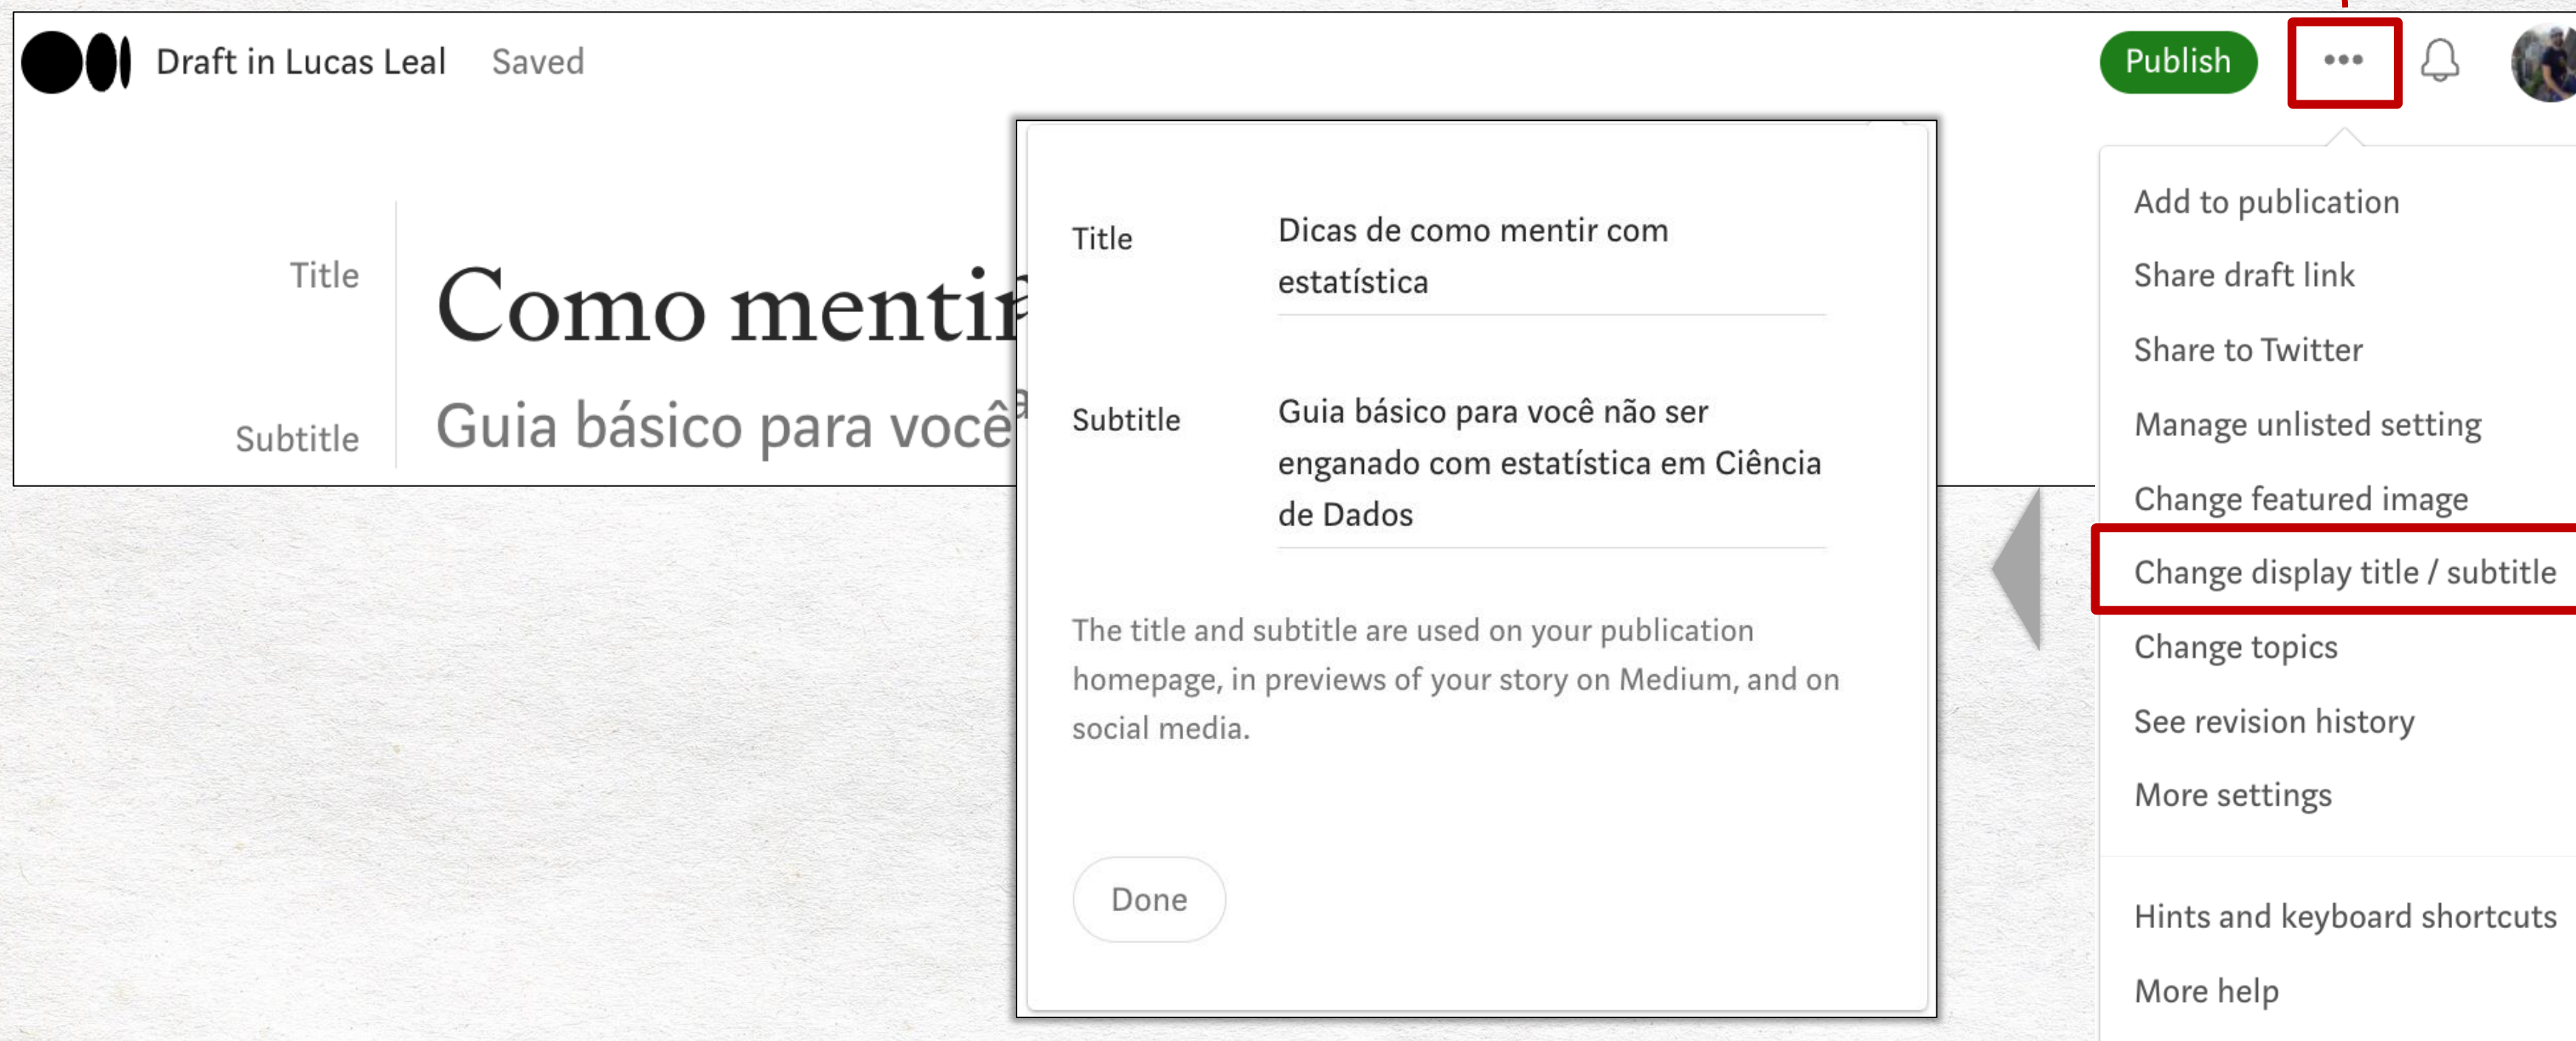 Draft in Lucas Leal Saved
Publish
Title
Como mentir
Subtitle
Guia básico para você
Title
Dicas de como mentir com
estatística
Subtitle
Guia básico para você não ser
enganado com estatística em Ciência
de Dados
The title and subtitle are used on your publication
homepage, in previews of your story on Medium, and on
social media.
Done
Add to publication
Share draft link
Share to Twitter
Manage unlisted setting
Change featured image
Change display title / subtitle
Change topics
See revision history
More settings
Hints and keyboard shortcuts
More help